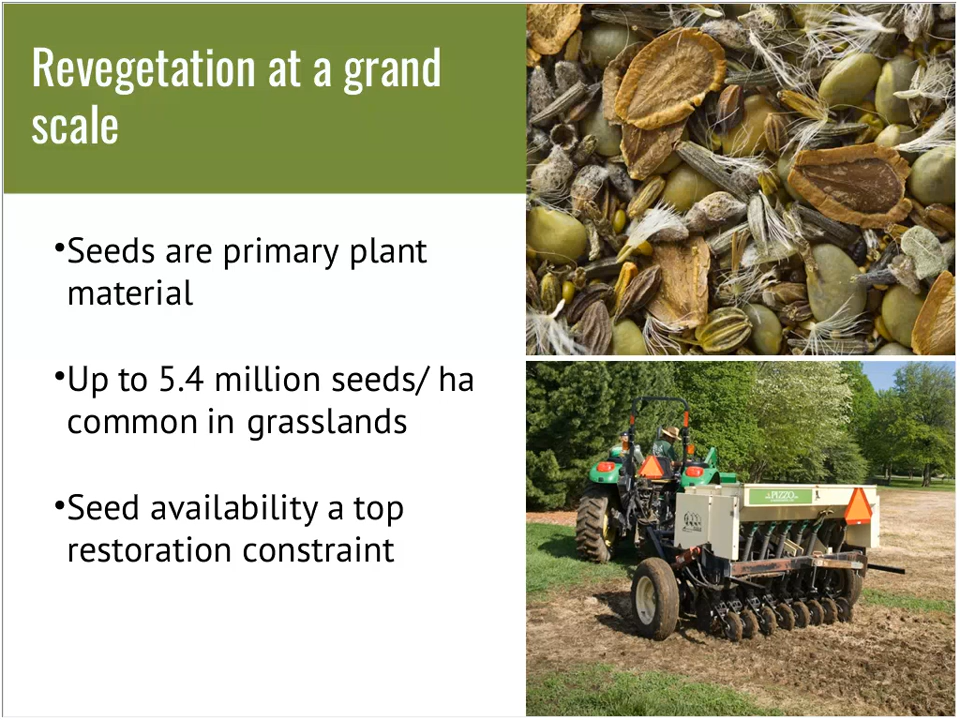 Revegetation at a grand
scale
•Seeds are primary plant
material
•Up to 5.4 million seeds/ ha
common in grasslands
•Seed availability a top
restoration constraint
PIZZO